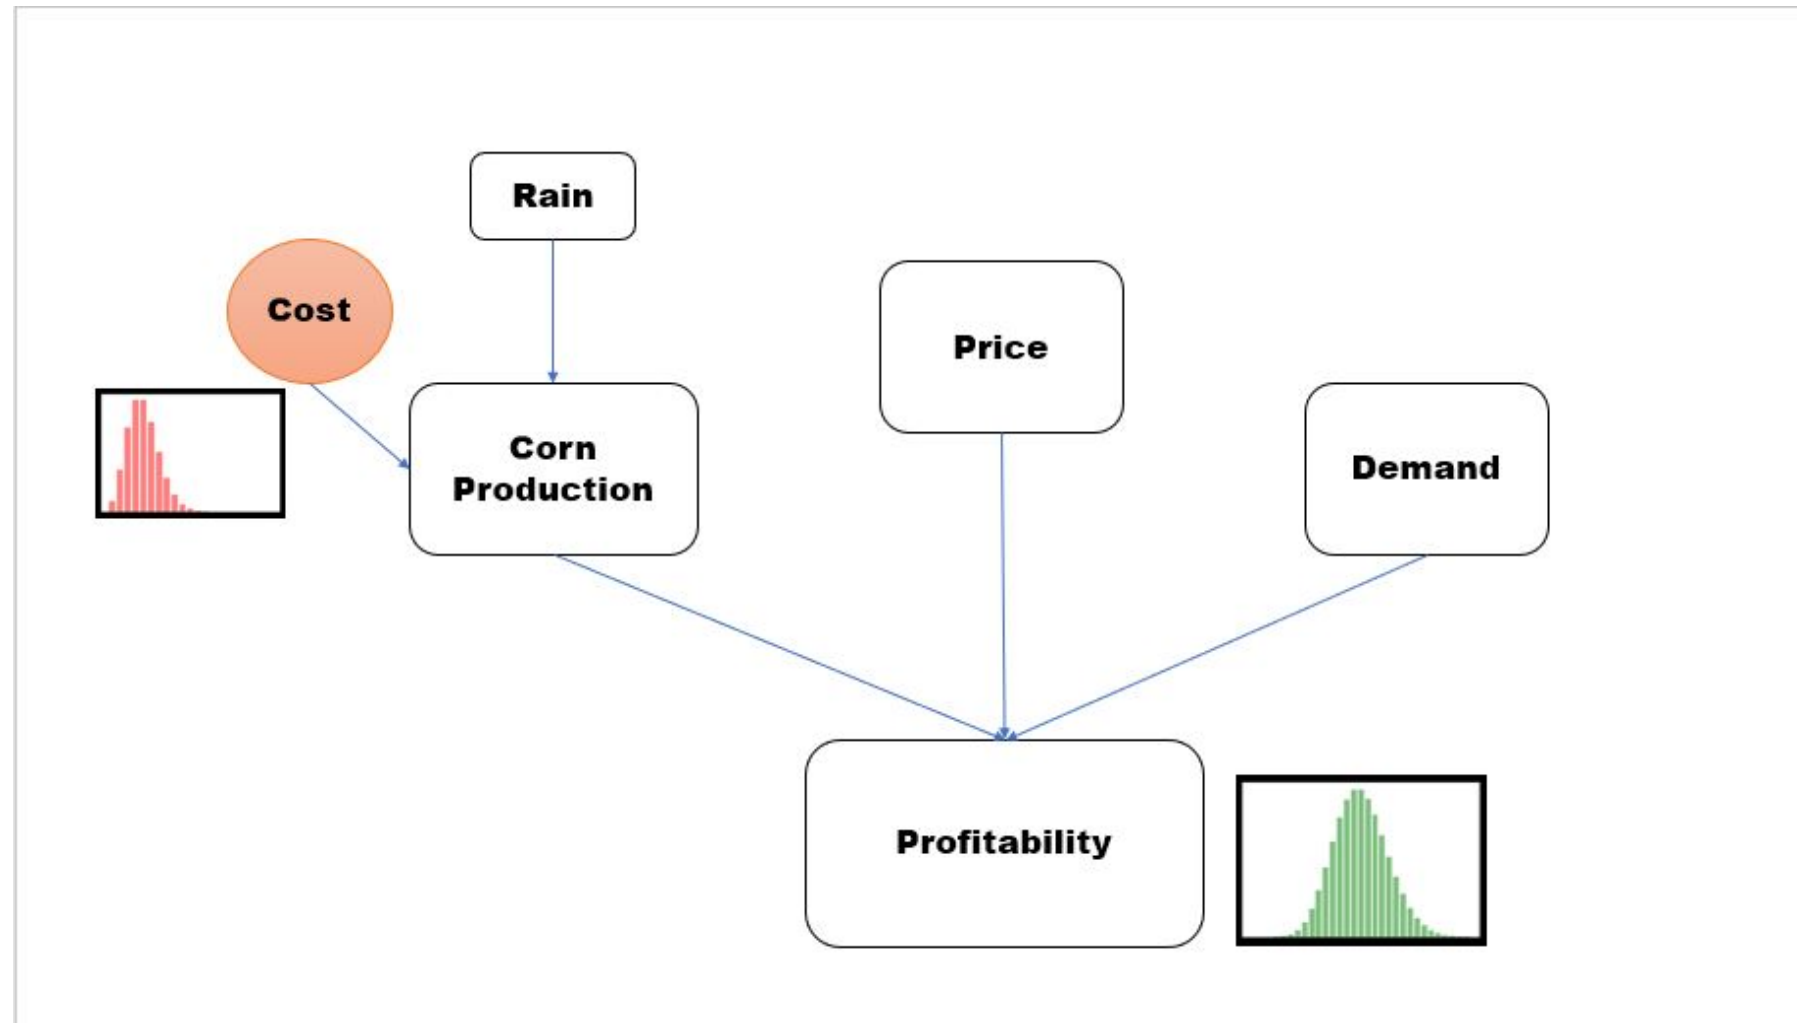 Rain
Cost
Price
Corn
Production
Demand
Profitability